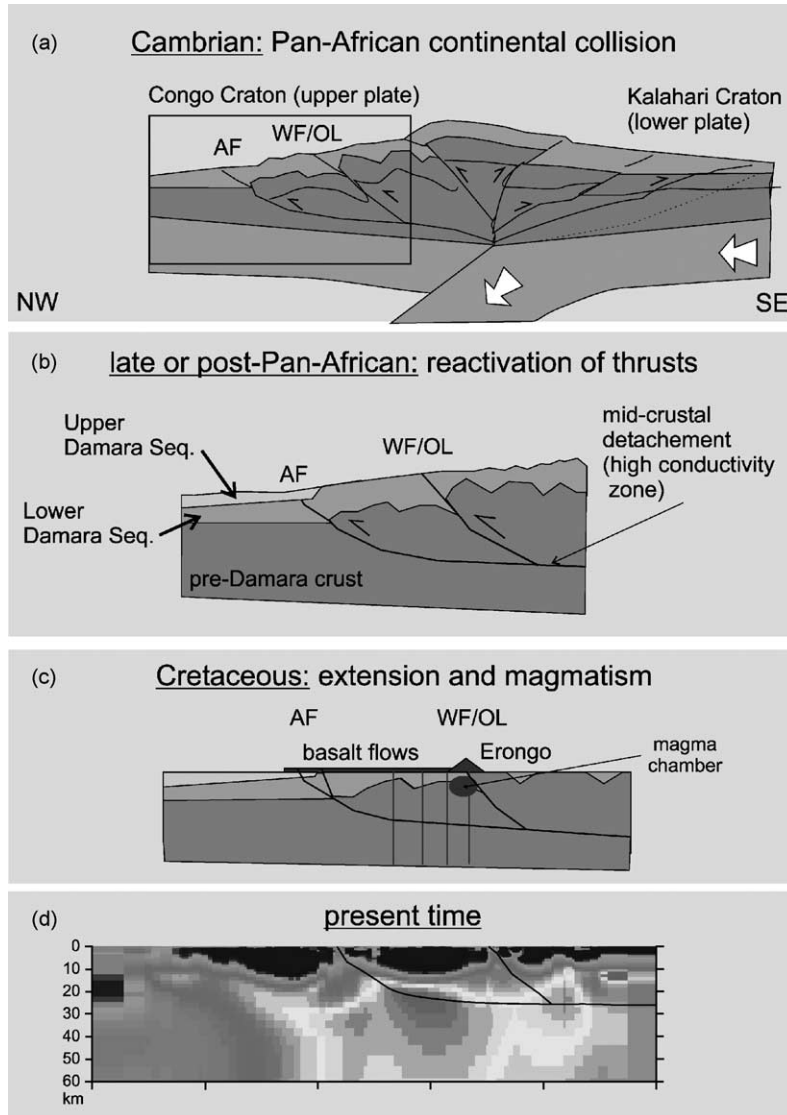 (a) Cambrian: Pan-African continental collision
Congo Craton (upper plate)
Kalahari Craton
(lower plate)
WF/OL
AF
NW
SE
(b) late or post-Pan-African: reactivation of thrusts
Upper
Damara Seq.
Lower
Damara Seq.
AF
WF/OL
mid-crustal
detachement
(high conductivity
zone)
pre-Damara crust
(c) Cretaceous: extension and magmatism
AF
WF/OL
basalt flows
Erongo
magma
chamber
(d) present time
0
10
20
30
40
50
60
km